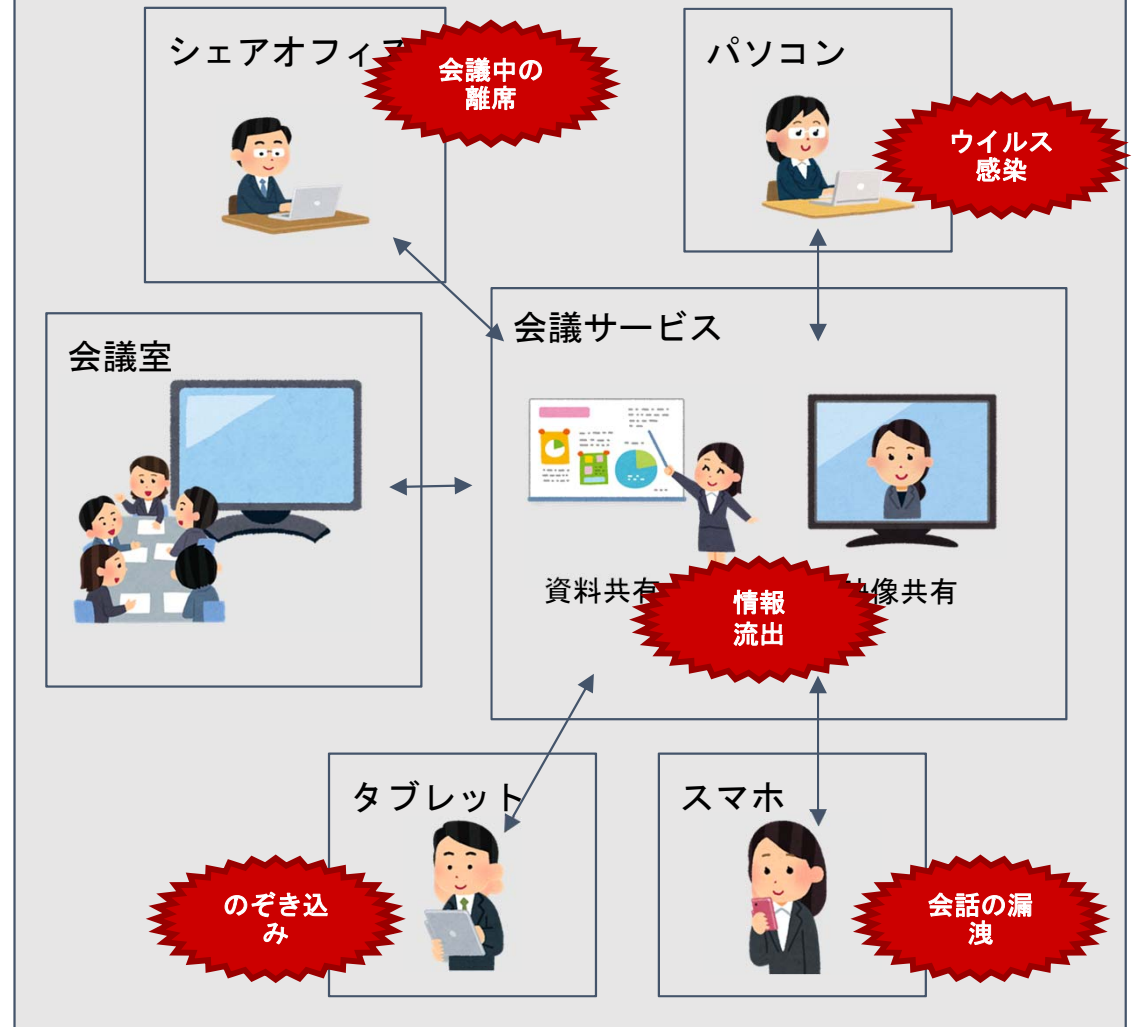 シェアオフィス
会議中の
離席
パソコン
ウイルス
感染
会議室
会議サービス
資料共有
映像共有
情報
流出
タブレット
のぞき込
み
スマホ
会話の漏
洩